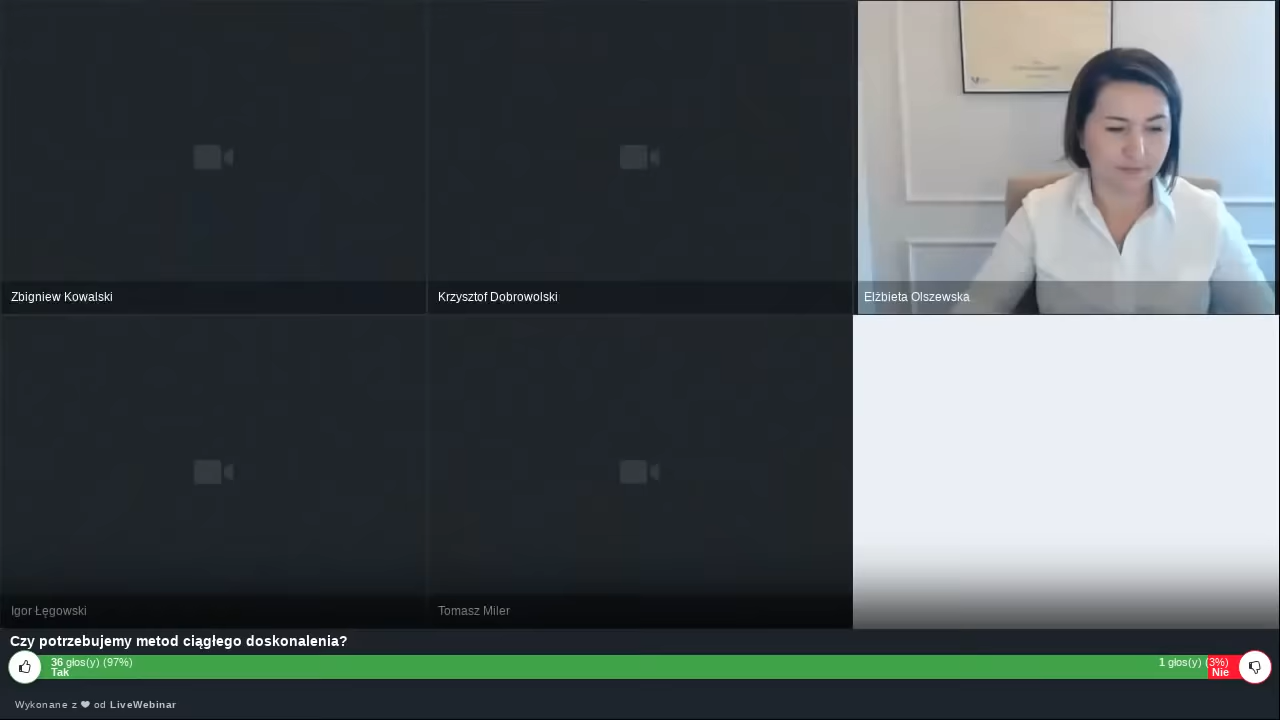 Zbigniew Kowalski
Krzysztof Dobrowolski
Elżbieta Olszewska
Igor Łęgowski
Tomasz Miler
Czy potrzebujemy metod ciągłego doskonalenia?
36 głos(y) (97%)
Tak
1 głos(y) (3%)
Nie
Wykonane z ❤ od LiveWebinar